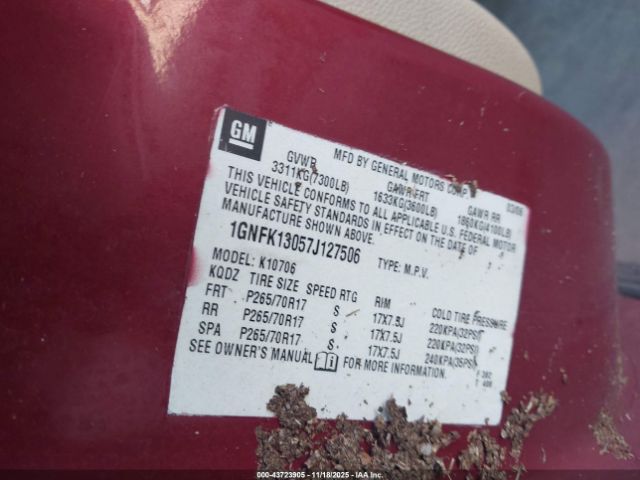 GM
MFD BY GENERAL MOTORS CORP 03/06
GVWR GAWR FRT GAWR RR
3311KG(7300LB) 1633KG(3600LB) 1860KG(4100LB)
THIS VEHICLE CONFORMS TO ALL APPLICABLE U.S. FEDERAL MOTOR
VEHICLE SAFETY STANDARDS IN EFFECT ON THE DATE OF
MANUFACTURE SHOWN ABOVE.
1GNFK13057J127506
TYPE: M.P.V.
MODEL: K10706
KQDZ TIRE SIZE SPEED RTG RIM COLD TIRE PRESSURE
FRT P265/70R17 S 17X7.5J 220KPA(32PSI)
RR P265/70R17 S 17X7.5J 220KPA(32PSI)
SPA P265/70R17 S 17X7.5J 240KPA(35PSI)
SEE OWNER'S MANUAL FOR MORE INFORMATION.
000-43723905 - 11/18/2025 - IAA Inc.